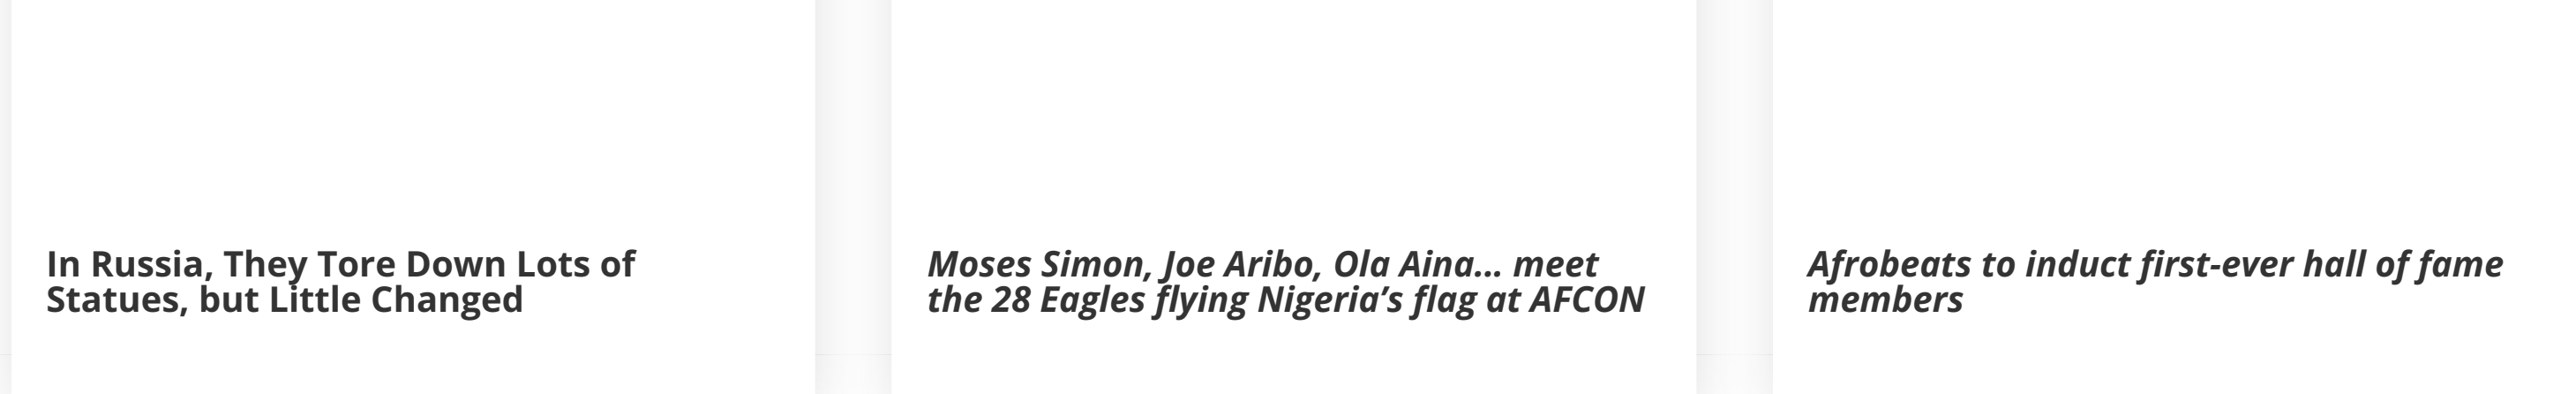 In Russia, They Tore Down Lots of
Statues, but Little Changed
Moses Simon, Joe Aribo, Ola Aina... meet
the 28 Eagles flying Nigeria’s flag at AFCON
Afrobeats to induct first-ever hall of fame
members